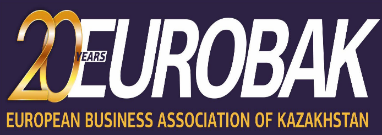 20 YEARS EUROBAK
EUROPEAN BUSINESS ASSOCIATION OF KAZAKHSTAN